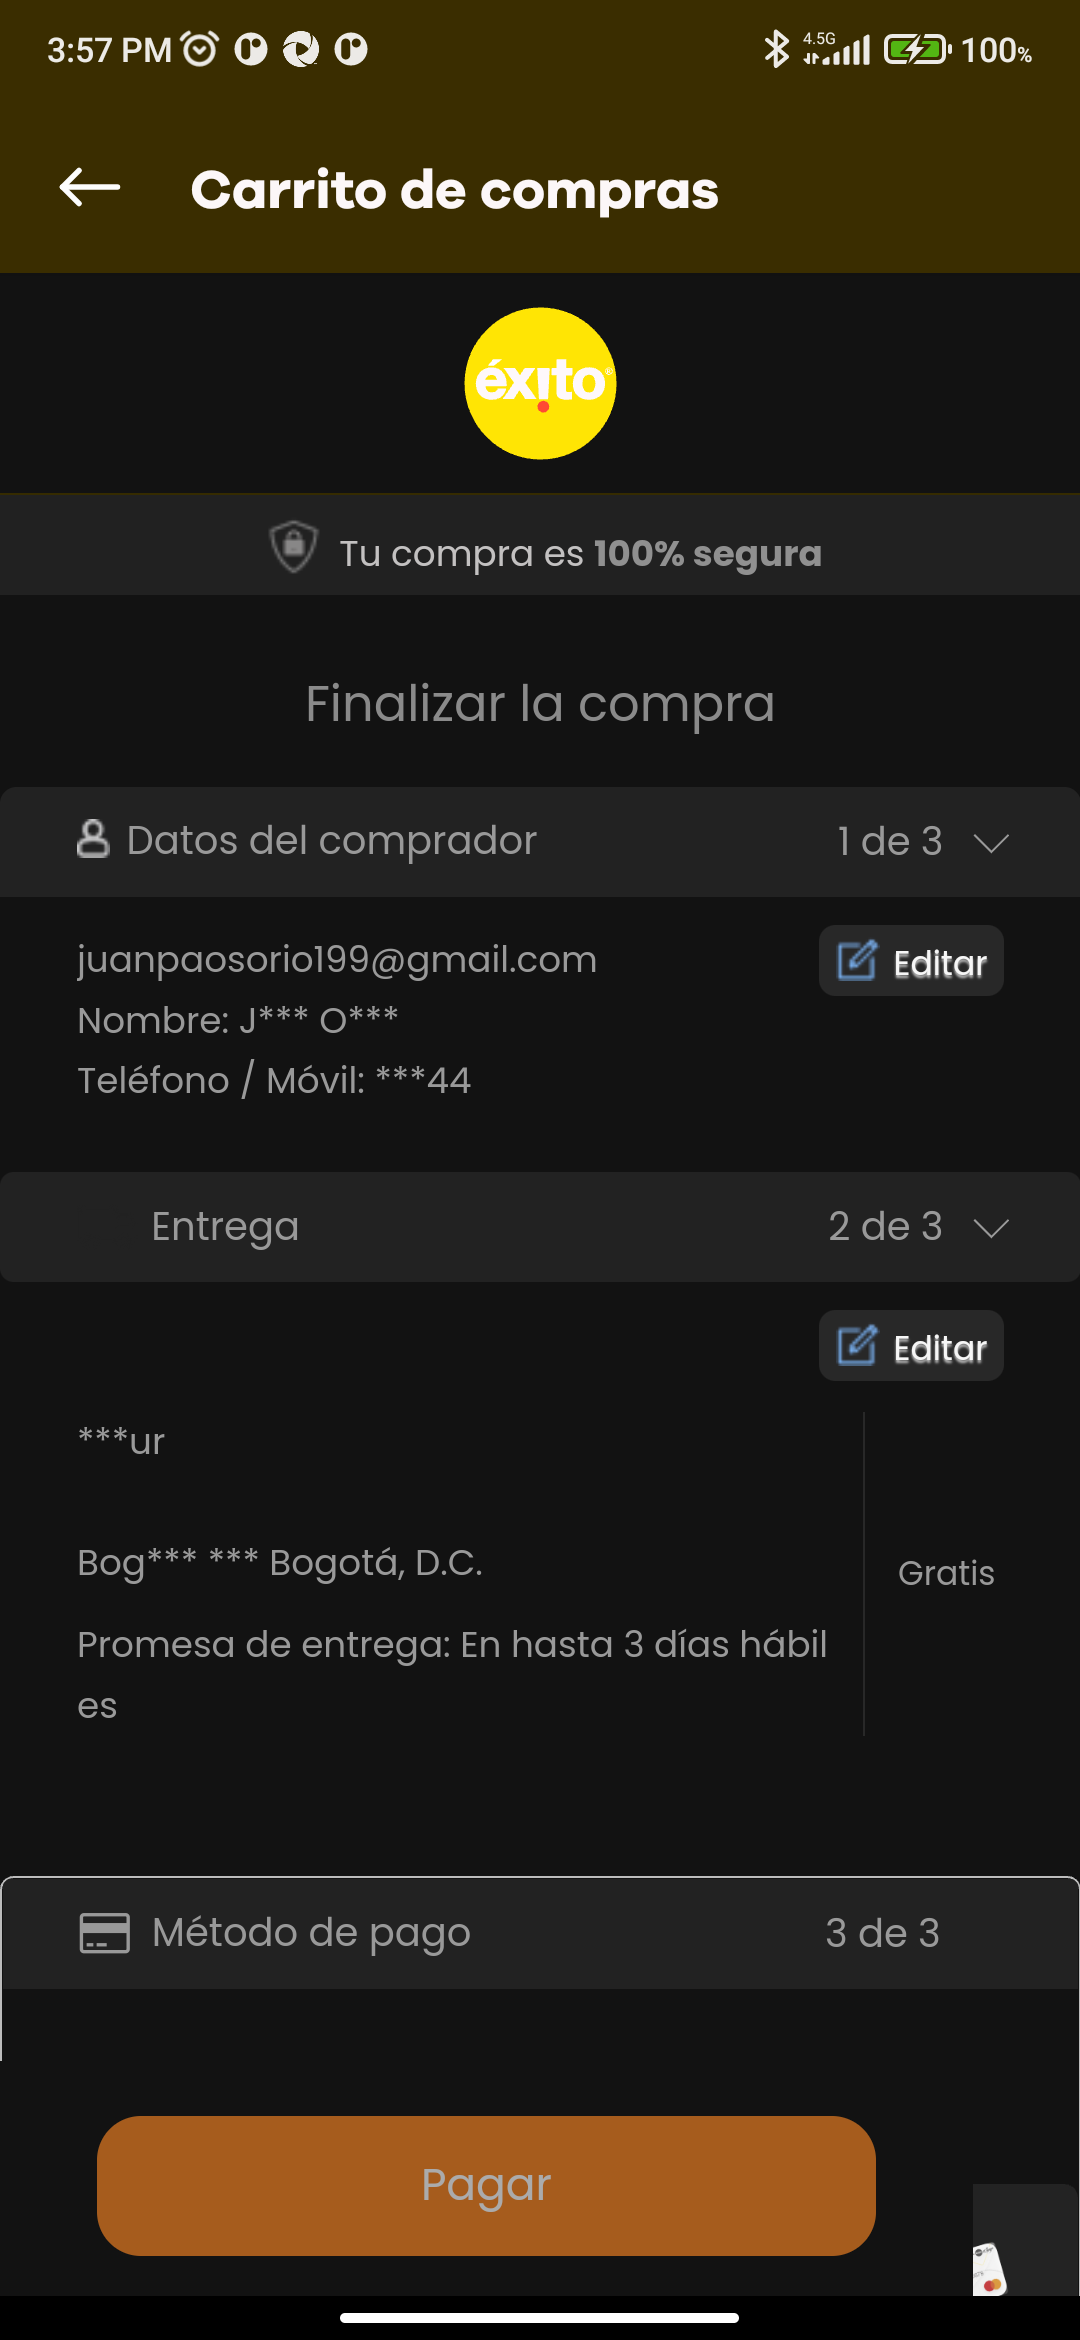 3:57 PM
4.5G
100%
Carrito de compras
éxito
Tu compra es 100% segura
Finalizar la compra
Datos del comprador 1 de 3
juanpaosorio199@gmail.com Editar
Nombre: J*** O***
Teléfono / Móvil: ***44
Entrega 2 de 3
Editar
***ur
Bog*** *** Bogotá, D.C.
Gratis
Promesa de entrega: En hasta 3 días hábil
es
Método de pago 3 de 3
Pagar